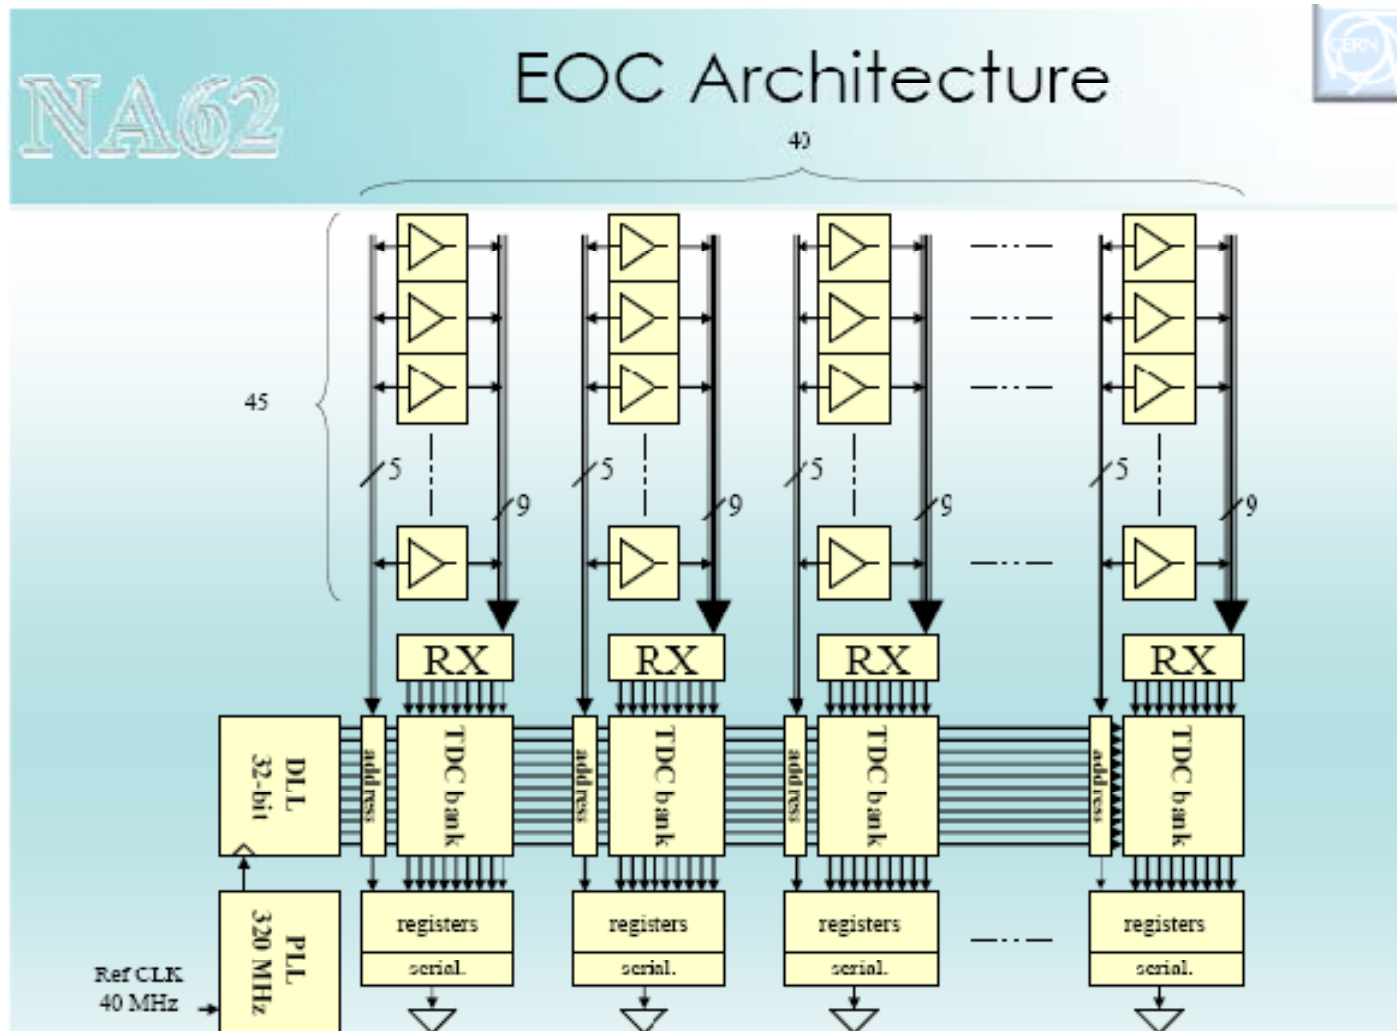 NA62
EOC Architecture
CERN
40
45
5
9
5
9
5
9
5
9
RX
RX
RX
RX
DLL
32-bit
address
TDC bank
address
TDC bank
address
TDC bank
address
TDC bank
PLL
320 MHz
registers
serial.
registers
serial.
registers
serial.
registers
serial.
Ref CLK
40 MHz